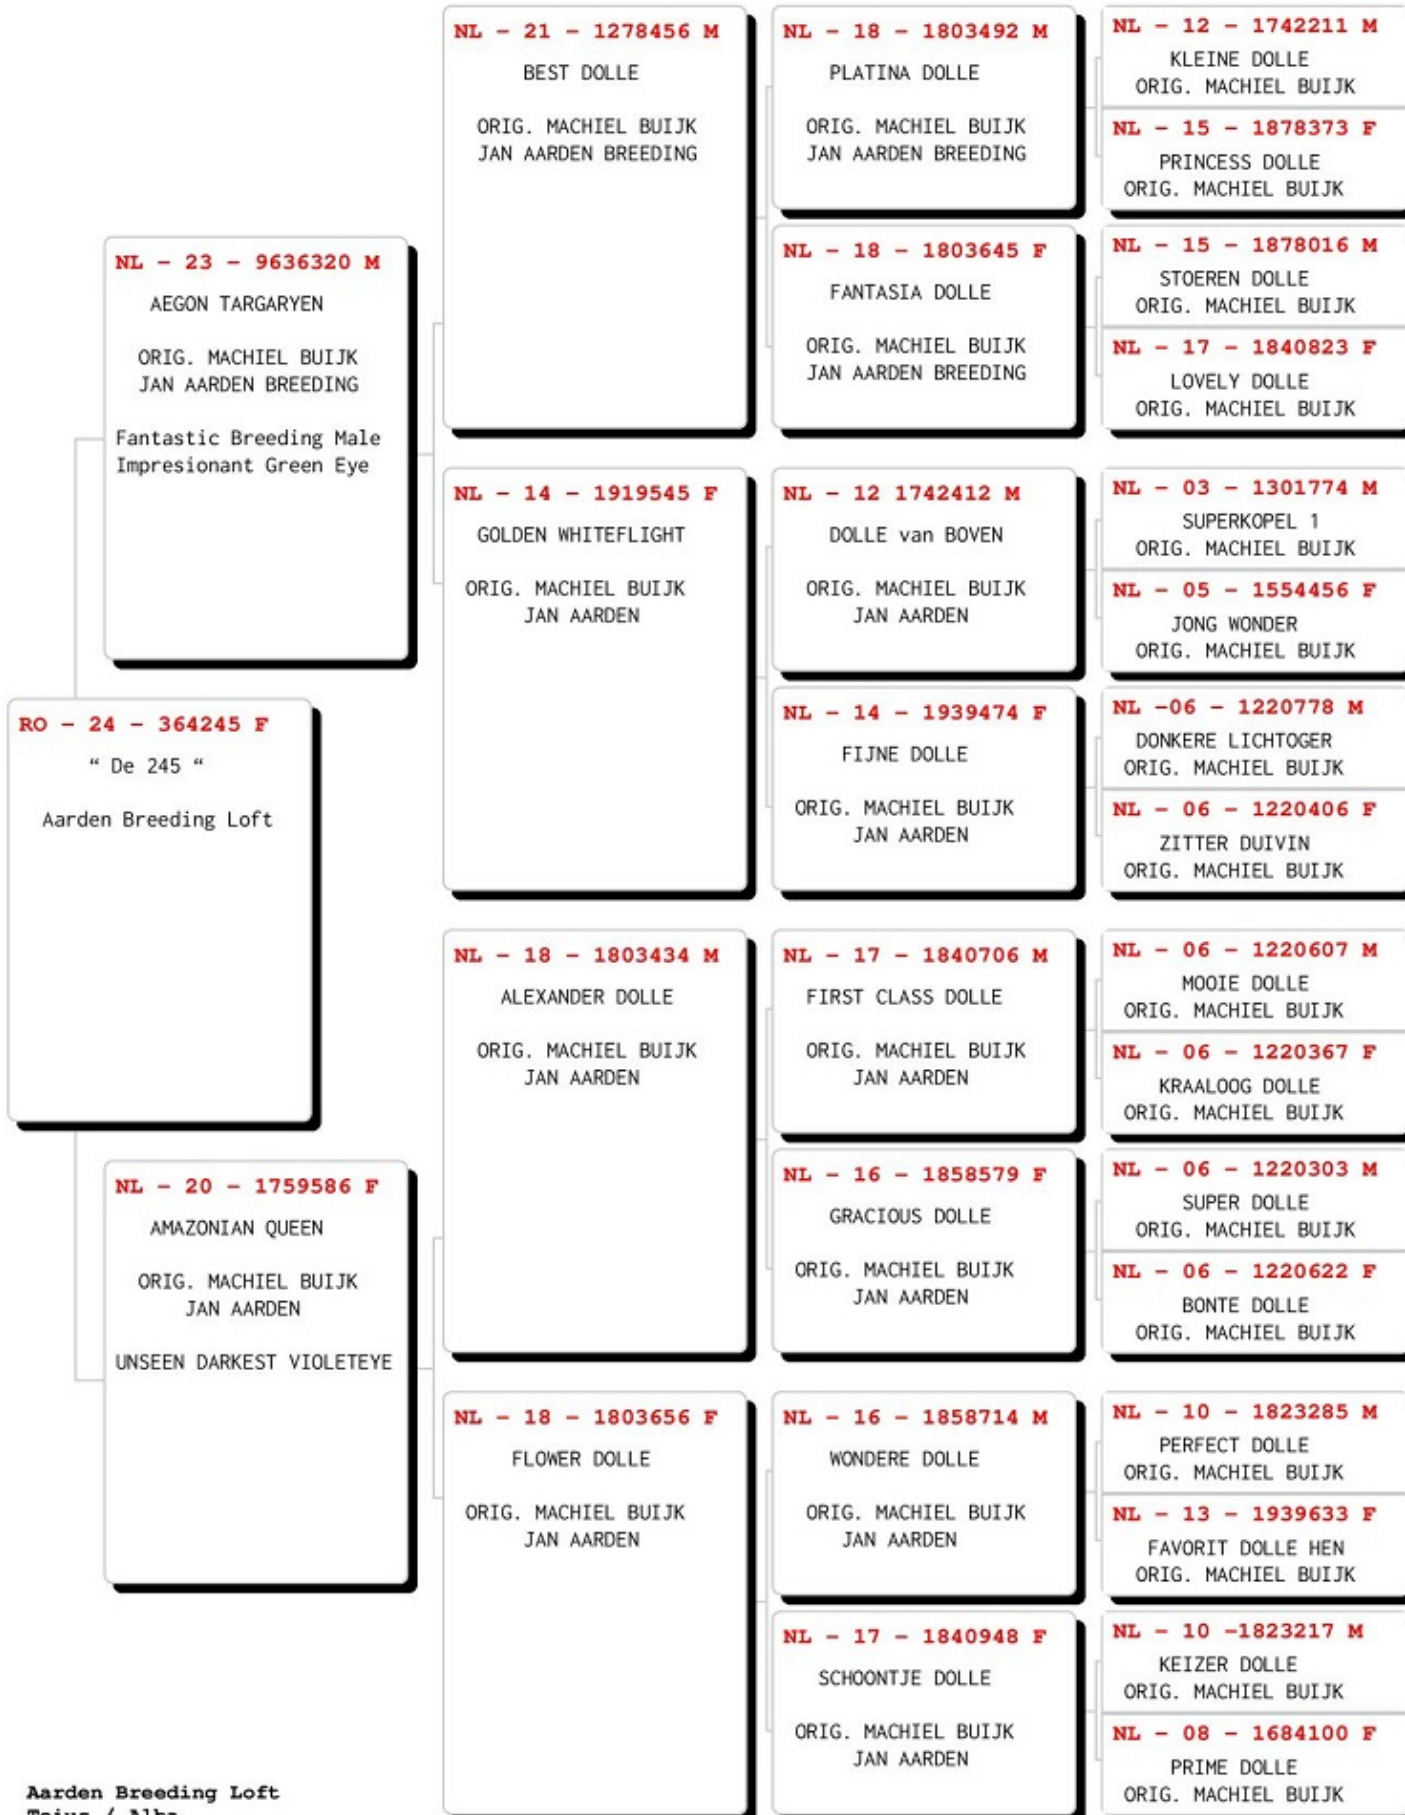 RO - 24 - 364245 F
“ De 245 “
Aarden Breeding Loft
NL - 23 - 9636320 M
AEGON TARGARYEN
ORIG. MACHIEL BUIJK
JAN AARDEN BREEDING
Fantastic Breeding Male
Impresionant Green Eye
NL - 20 - 1759586 F
AMAZONIAN QUEEN
ORIG. MACHIEL BUIJK
JAN AARDEN
UNSEEN DARKEST VIOLETEYE
NL - 21 - 1278456 M
BEST DOLLE
ORIG. MACHIEL BUIJK
JAN AARDEN BREEDING
NL - 14 - 1919545 F
GOLDEN WHITEFLIGHT
ORIG. MACHIEL BUIJK
JAN AARDEN
NL - 18 - 1803434 M
ALEXANDER DOLLE
ORIG. MACHIEL BUIJK
JAN AARDEN
NL - 18 - 1803656 F
FLOWER DOLLE
ORIG. MACHIEL BUIJK
JAN AARDEN
NL - 18 - 1803492 M
PLATINA DOLLE
ORIG. MACHIEL BUIJK
JAN AARDEN BREEDING
NL - 18 - 1803645 F
FANTASIA DOLLE
ORIG. MACHIEL BUIJK
JAN AARDEN BREEDING
NL - 12 1742412 M
DOLLE van BOVEN
ORIG. MACHIEL BUIJK
JAN AARDEN
NL - 14 - 1939474 F
FIJNE DOLLE
ORIG. MACHIEL BUIJK
JAN AARDEN
NL - 17 - 1840706 M
FIRST CLASS DOLLE
ORIG. MACHIEL BUIJK
JAN AARDEN
NL - 16 - 1858579 F
GRACIOUS DOLLE
ORIG. MACHIEL BUIJK
JAN AARDEN
NL - 16 - 1858714 M
WONDERE DOLLE
ORIG. MACHIEL BUIJK
JAN AARDEN
NL - 17 - 1840948 F
SCHOONTJE DOLLE
ORIG. MACHIEL BUIJK
JAN AARDEN
NL - 12 - 1742211 M
KLEINE DOLLE
ORIG. MACHIEL BUIJK
NL - 15 - 1878373 F
PRINCESS DOLLE
ORIG. MACHIEL BUIJK
NL - 15 - 1878016 M
STOEREN DOLLE
ORIG. MACHIEL BUIJK
NL - 17 - 1840823 F
LOVELY DOLLE
ORIG. MACHIEL BUIJK
NL - 03 - 1301774 M
SUPERKOPEL 1
ORIG. MACHIEL BUIJK
NL - 05 - 1554456 F
JONG WONDER
ORIG. MACHIEL BUIJK
NL -06 - 1220778 M
DONKERE LICHTOGER
ORIG. MACHIEL BUIJK
NL - 06 - 1220406 F
ZITTER DUIVIN
ORIG. MACHIEL BUIJK
NL - 06 - 1220607 M
MOOIE DOLLE
ORIG. MACHIEL BUIJK
NL - 06 - 1220367 F
KRAALOOG DOLLE
ORIG. MACHIEL BUIJK
NL - 06 - 1220303 M
SUPER DOLLE
ORIG. MACHIEL BUIJK
NL - 06 - 1220622 F
BONTE DOLLE
ORIG. MACHIEL BUIJK
NL - 10 - 1823285 M
PERFECT DOLLE
ORIG. MACHIEL BUIJK
NL - 13 - 1939633 F
FAVORIT DOLLE HEN
ORIG. MACHIEL BUIJK
NL - 10 -1823217 M
KEIZER DOLLE
ORIG. MACHIEL BUIJK
NL - 08 - 1684100 F
PRIME DOLLE
ORIG. MACHIEL BUIJK
Aarden Breeding Loft